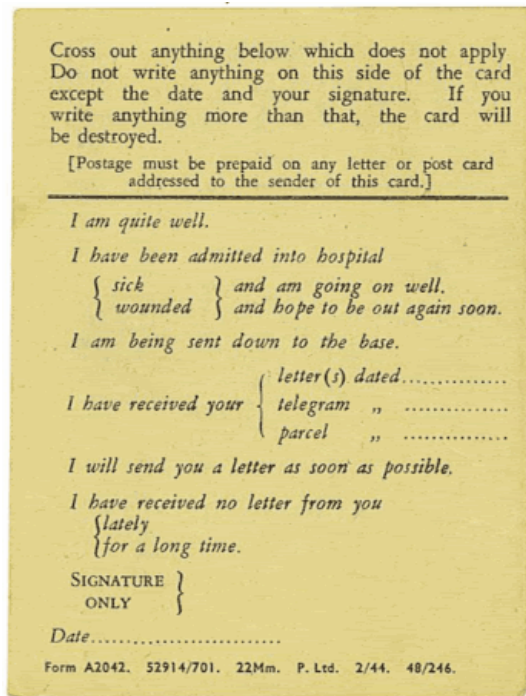 Cross out anything below which does not apply
Do not write anything on this side of the card
except the date and your signature. If you
write anything more than that, the card will
be destroyed.
[Postage must be prepaid on any letter or post card
addressed to the sender of this card.]
I am quite well.
I have been admitted into hospital
{ sick } and am going on well.
{ wounded } and hope to be out again soon.
I am being sent down to the base.
letter(s) dated...............
I have received your { telegram „ ...............
parcel „ ...............
I will send you a letter as soon as possible.
I have received no letter from you
{ lately
{ for a long time.
SIGNATURE }
ONLY }
Date...........................
Form A2042. 52914/701. 22Mm. P. Ltd. 2/44. 48/246.